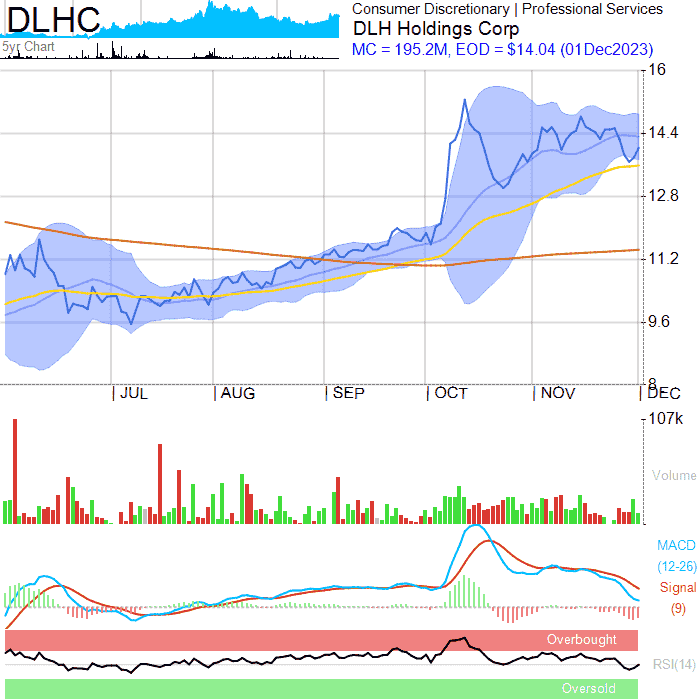 DLHC
5yr Chart
Consumer Discretionary | Professional Services
DLH Holdings Corp
MC = 195.2M, EOD = $14.04 (01Dec2023)
16
14.4
12.8
11.2
9.6
8
JUL AUG SEP OCT NOV DEC
107k
Volume
MACD
(12-26)
Signal
(9)
Overbought
RSI(14)
Oversold